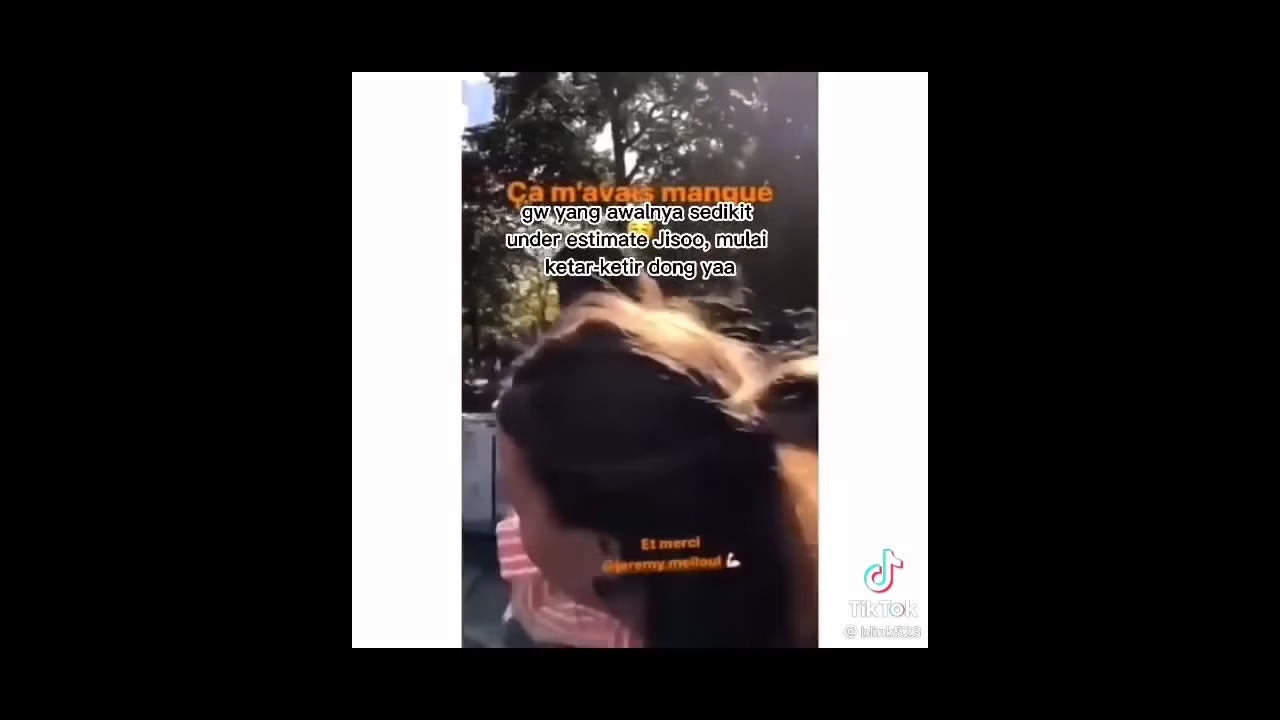 Ça m'avais manqué
gw yang awalnya sedikit
under estimate Jisoo, mulai
ketar-ketir dong yaa
Et merci
@jeremy.melloul
TikTok
@ blink523